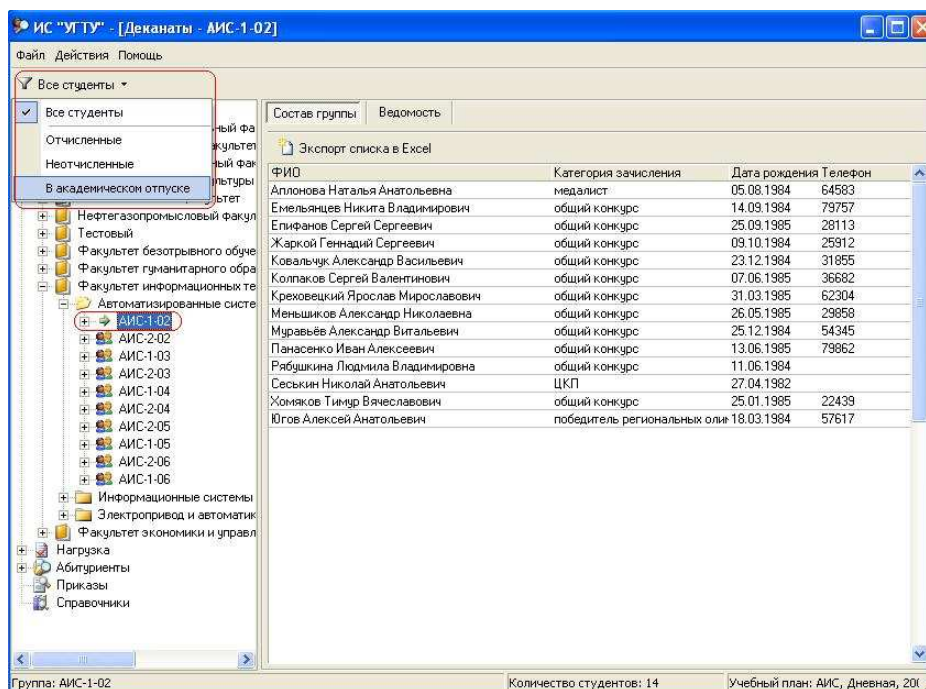 ИС "УГТУ" - [Деканаты - АИС-1-02]
Файл Действия Помощь
Все студенты
Все студенты
Отчисленные
Неотчисленные
В академическом отпуске
Нефтегазопромысловый факул
Тестовый
Факультет безотрывного обуче
Факультет гуманитарного обра
Факультет информационных те
Автоматизированные систе
АИС-1-02
АИС-2-02
АИС-1-03
АИС-2-03
АИС-1-04
АИС-2-04
АИС-2-05
АИС-1-05
АИС-2-06
АИС-1-06
Информационные системы
Электропривод и автоматик
Факультет экономики и управл
Нагрузка
Абитуриенты
Приказы
Справочники
Состав группы Ведомость
Экспорт списка в Excel
ФИО Категория зачисления Дата рождения Телефон
Аплонова Наталья Анатольевна медалист 05.08.1984 64583
Емельянцев Никита Владимирович общий конкурс 14.09.1984 79757
Епифанов Сергей Сергеевич общий конкурс 25.09.1985 28113
Жаркой Геннадий Сергеевич общий конкурс 09.10.1984 25912
Ковальчук Александр Васильевич общий конкурс 23.12.1984 31855
Колпаков Сергей Валентинович общий конкурс 07.06.1985 36682
Креховецкий Ярослав Мирославович общий конкурс 31.03.1985 62304
Меньшиков Александр Николаевна общий конкурс 26.05.1985 29858
Муравьёв Александр Витальевич общий конкурс 25.12.1984 54345
Панасенко Иван Алексеевич общий конкурс 13.06.1985 79862
Рябушкина Людмила Владимировна общий конкурс 11.06.1984
Сеськин Николай Анатольевич ЦКП 27.04.1982
Хомяков Тимур Вячеславович общий конкурс 25.01.1985 22439
Югов Алексей Анатольевич победитель региональных оли 18.03.1984 57617
Группа: АИС-1-02 Количество студентов: 14 Учебный план: АИС, Дневная, 200